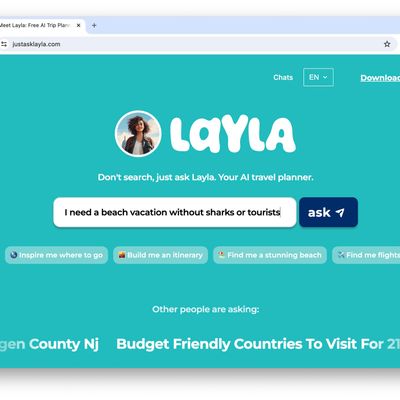 Meet Layla: Free AI Trip Plann
justasklayla.com
Chats
EN
Download
LAYLA
Don't search, just ask Layla. Your AI travel planner.
I need a beach vacation without sharks or tourists
ask
Inspire me where to go
Build me an itinerary
Find me a stunning beach
Find me flights
Other people are asking:
gen County Nj
Budget Friendly Countries To Visit For 21